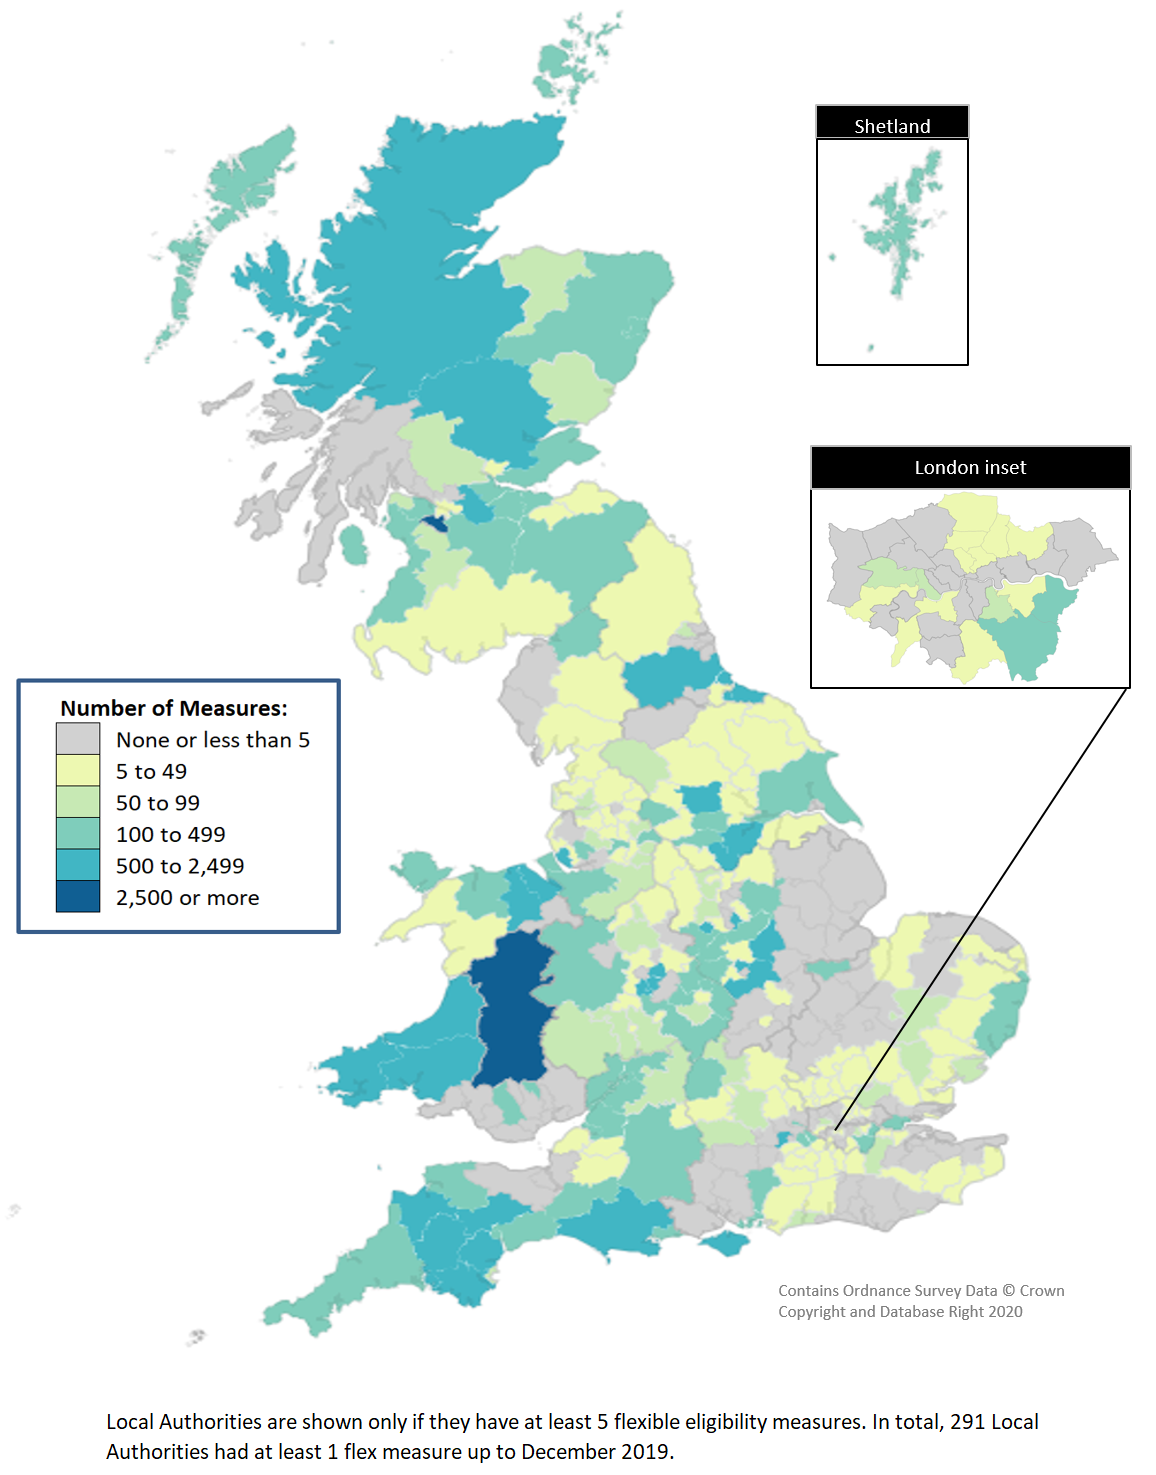 Shetland
London inset
Number of Measures:
None or less than 5
5 to 49
50 to 99
100 to 499
500 to 2,499
2,500 or more
Contains Ordnance Survey Data © Crown
Copyright and Database Right 2020
Local Authorities are shown only if they have at least 5 flexible eligibility measures. In total, 291 Local
Authorities had at least 1 flex measure up to December 2019.